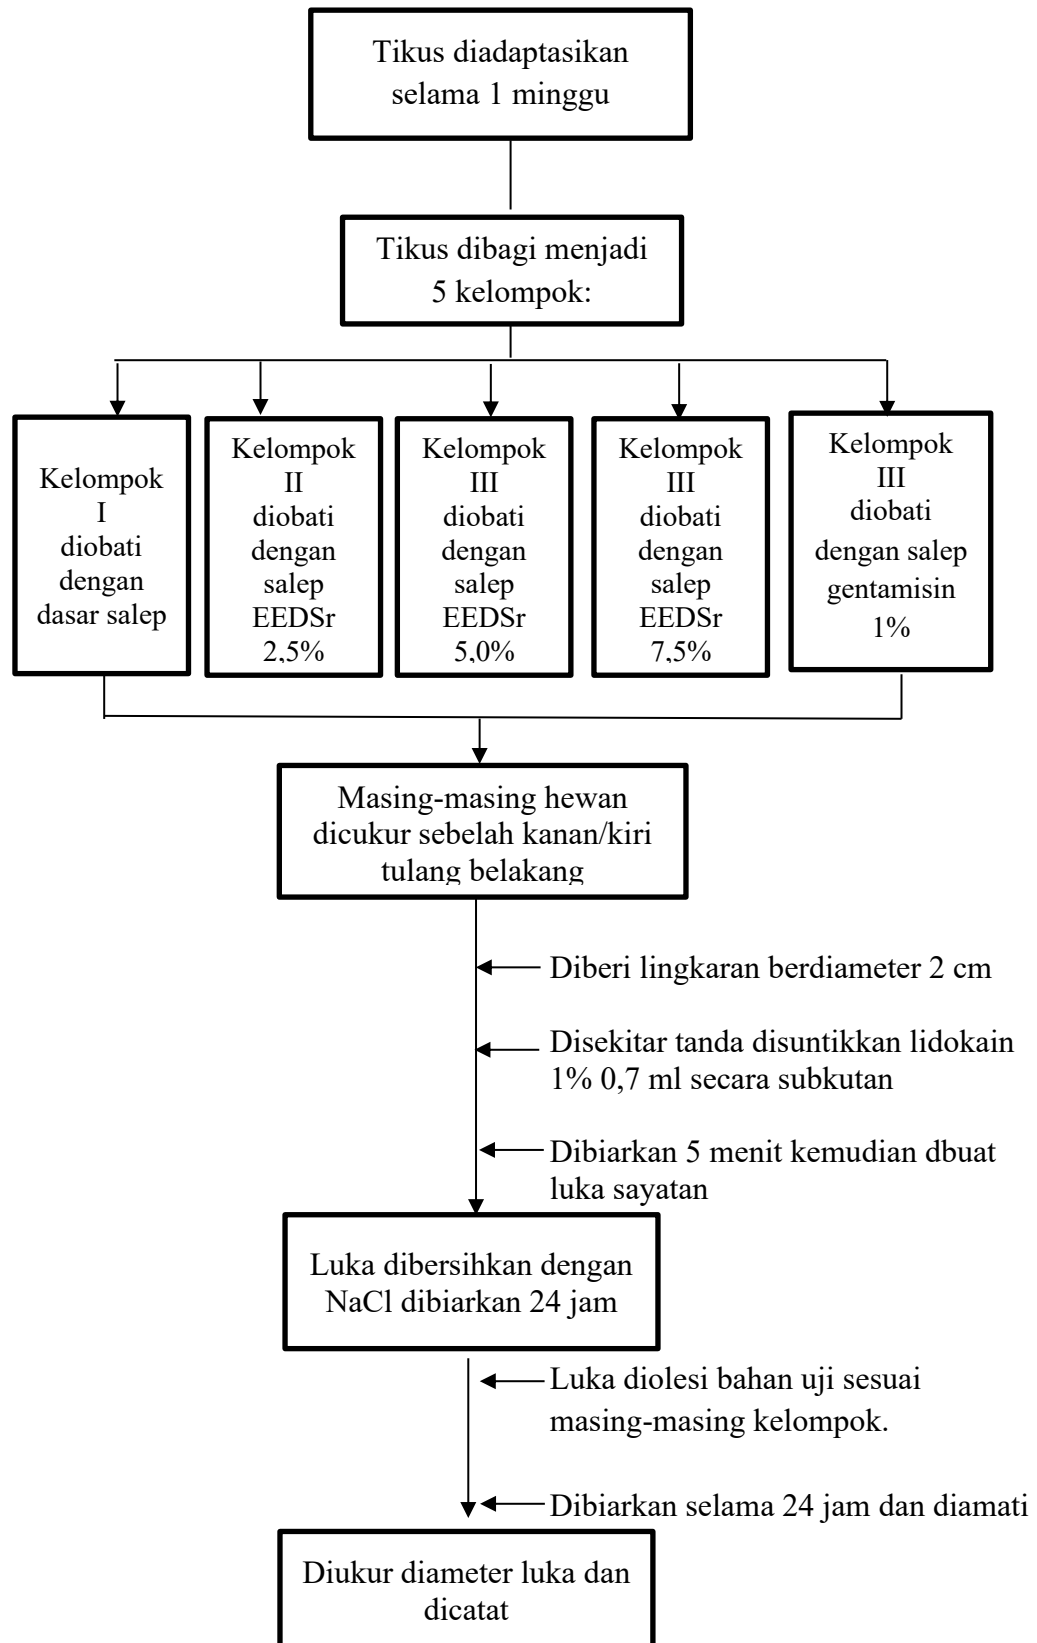 Tikus diadaptasikan
selama 1 minggu
Tikus dibagi menjadi
5 kelompok:
Kelompok
I
diobati
dengan
dasar salep
Kelompok
II
diobati
dengan
salep
EEDSr
2,5%
Kelompok
III
diobati
dengan
salep
EEDSr
5,0%
Kelompok
III
diobati
dengan
salep
EEDSr
7,5%
Kelompok
III
diobati
dengan salep
gentamisin
1%
Masing-masing hewan
dicukur sebelah kanan/kiri
tulang belakang
Diberi lingkaran berdiameter 2 cm
Disekitar tanda disuntikkan lidokain
1% 0,7 ml secara subkutan
Dibiarkan 5 menit kemudian dbuat
luka sayatan
Luka dibersihkan dengan
NaCl dibiarkan 24 jam
Luka diolesi bahan uji sesuai
masing-masing kelompok.
Dibiarkan selama 24 jam dan diamati
Diukur diameter luka dan
dicatat